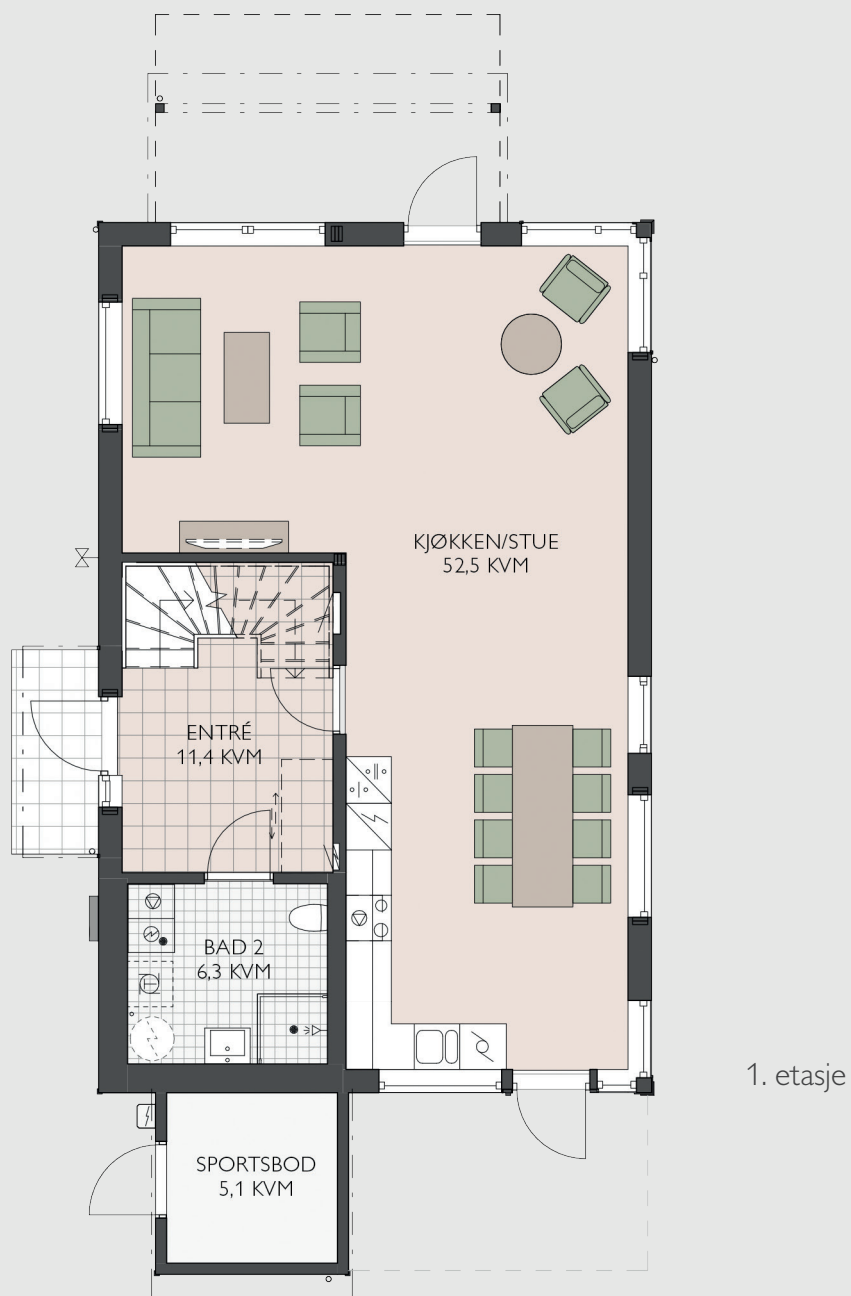 KJØKKEN/STUE
52,5 KVM
ENTRÉ
11,4 KVM
BAD 2
6,3 KVM
1. etasje
SPORTSBOD
5,1 KVM